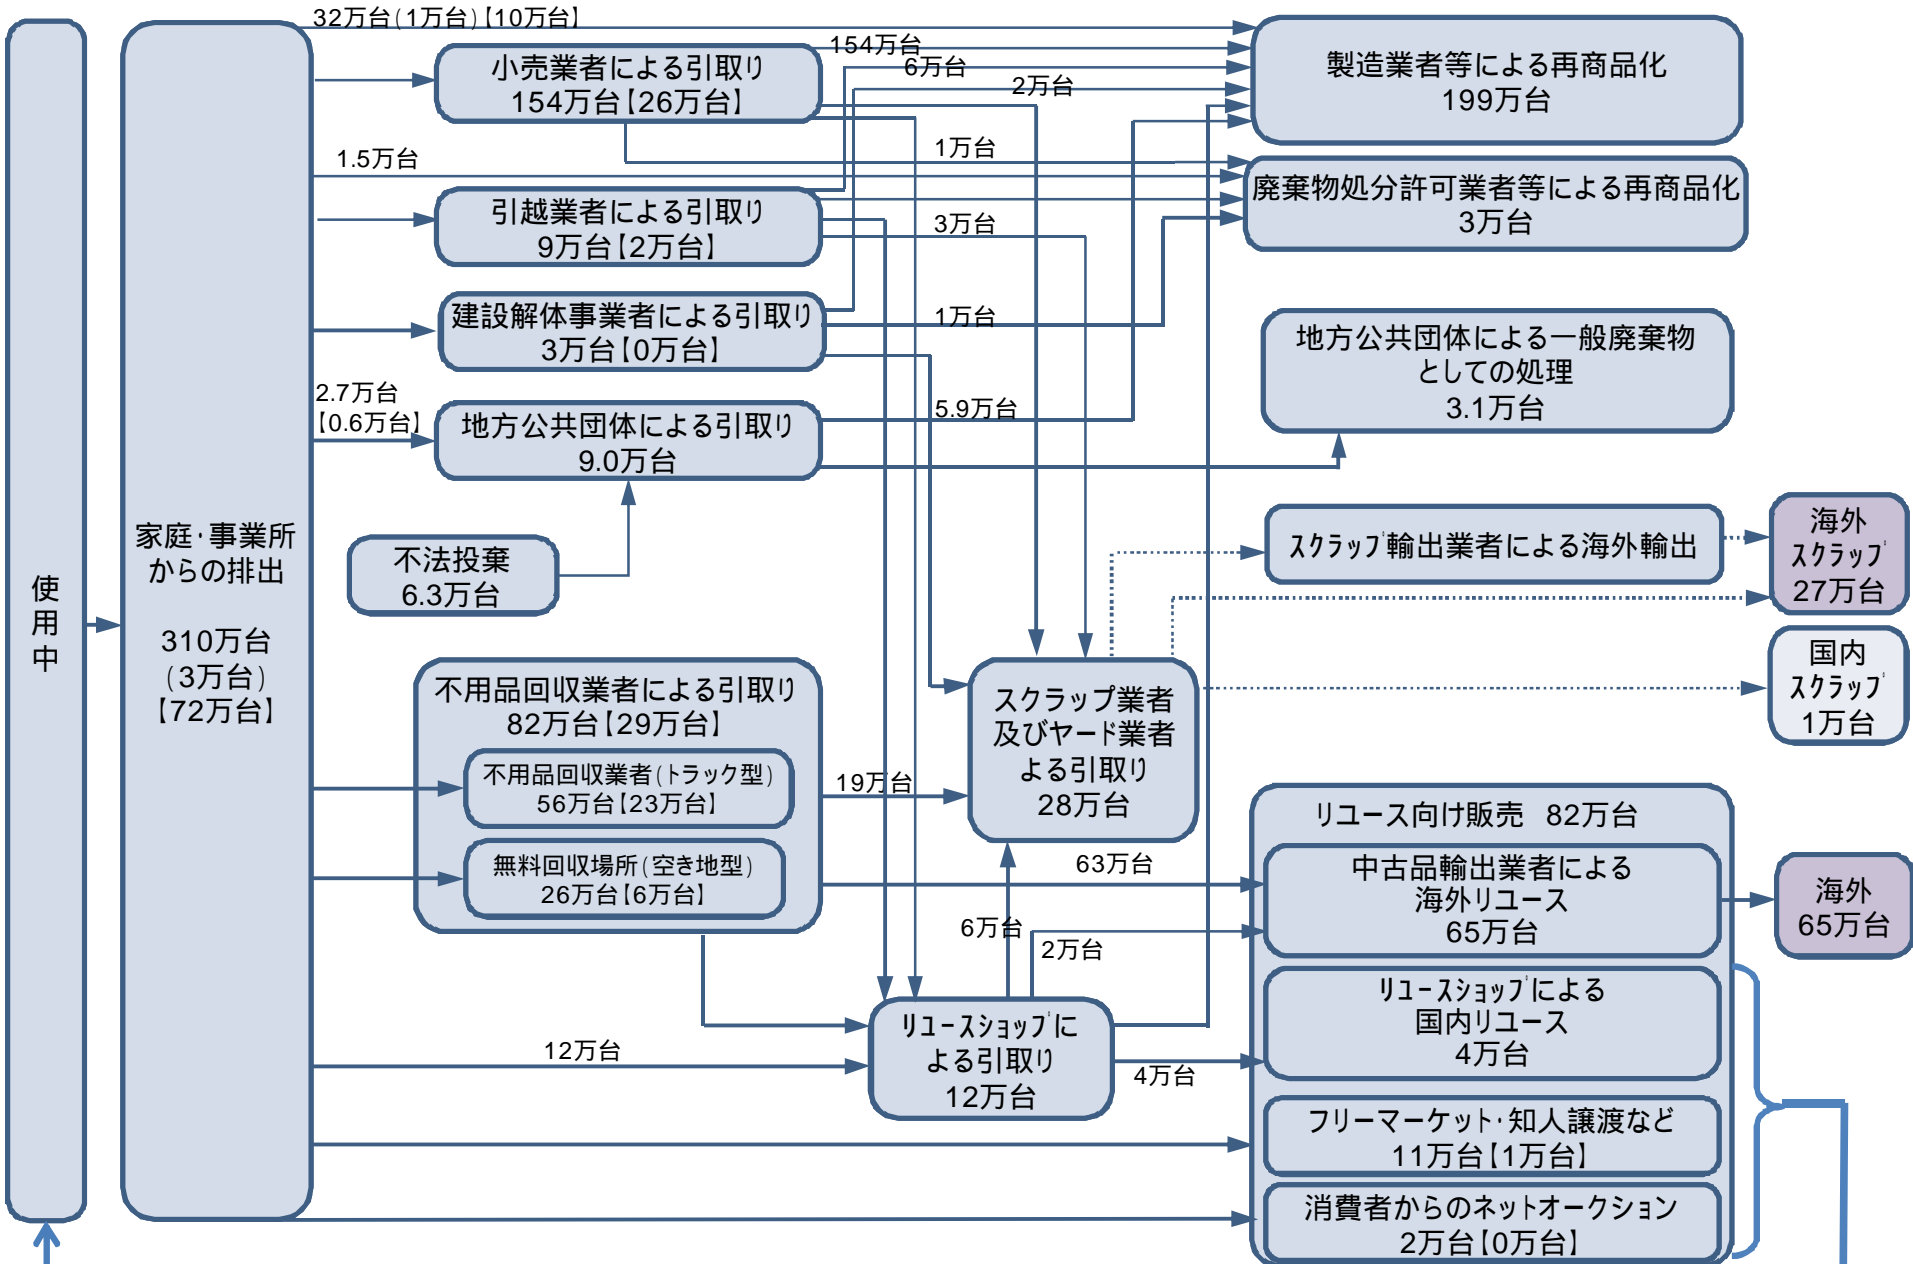 使用中
家庭・事業所
からの排出
310万台
(3万台)
【72万台】
32万台(1万台)【10万台】
154万台
6万台
2万台
小売業者による引取り
154万台【26万台】
製造業者等による再商品化
199万台
1万台
1.5万台
引越業者による引取り
9万台【2万台】
3万台
廃棄物処分許可業者等による再商品化
3万台
建設解体事業者による引取り
3万台【0万台】
1万台
地方公共団体による一般廃棄物
としての処理
3.1万台
2.7万台
【0.6万台】
地方公共団体による引取り
9.0万台
5.9万台
不法投棄
6.3万台
スクラップ輸出業者による海外輸出
海外
スクラップ
27万台
国内
スクラップ
1万台
不用品回収業者による引取り
82万台【29万台】
不用品回収業者(トラック型)
56万台【23万台】
無料回収場所(空き地型)
26万台【6万台】
19万台
スクラップ業者
及びヤード業者
よる引取り
28万台
63万台
6万台
2万台
リユース向け販売 82万台
中古品輸出業者による
海外リユース
65万台
海外
65万台
リユースショップによる
国内リユース
4万台
12万台
リユースショップに
よる引取り
12万台
4万台
フリーマーケット・知人譲渡など
11万台【1万台】
消費者からのネットオークション
2万台【0万台】